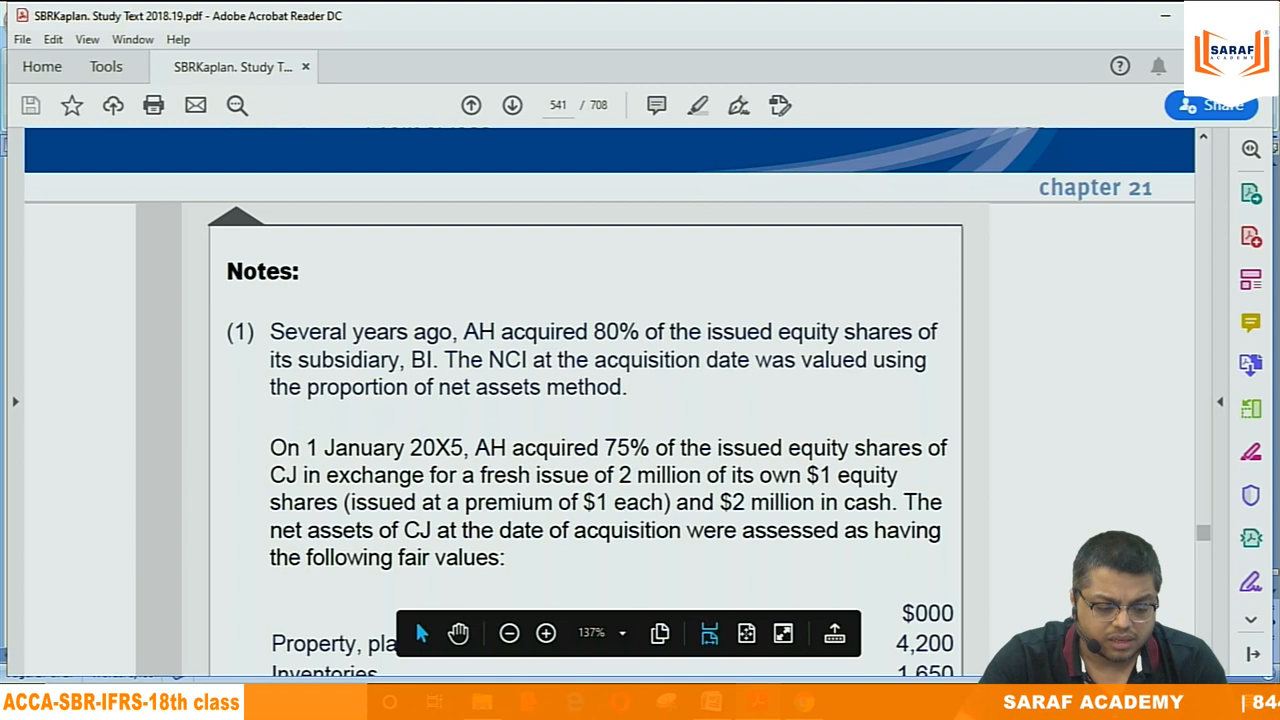 SBRKaplan. Study Text 2018.19.pdf - Adobe Acrobat Reader DC
File Edit View Window Help
SARAF
ACADEMY
Home Tools SBRKaplan. Study T... ×
541 / 708
Share
chapter 21
Notes:
(1) Several years ago, AH acquired 80% of the issued equity shares of
its subsidiary, BI. The NCI at the acquisition date was valued using
the proportion of net assets method.
On 1 January 20X5, AH acquired 75% of the issued equity shares of
CJ in exchange for a fresh issue of 2 million of its own $1 equity
shares (issued at a premium of $1 each) and $2 million in cash. The
net assets of CJ at the date of acquisition were assessed as having
the following fair values:
$000
Property, pla 4,200
Inventories 1,650
137%
ACCA-SBR-IFRS-18th class
SARAF ACADEMY | 844